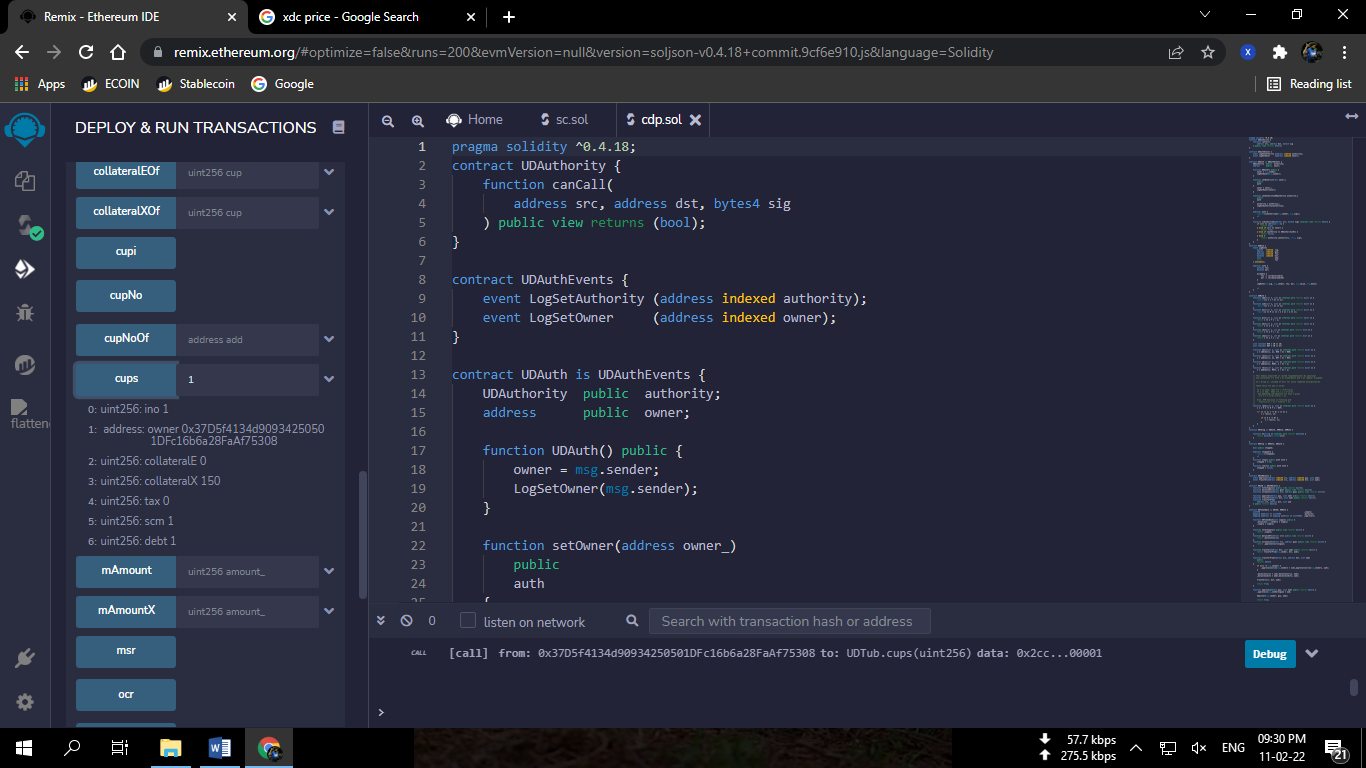 Remix - Ethereum IDE
xdc price - Google Search
remix.ethereum.org/#optimize=false&runs=200&evmVersion=null&version=soljson-v0.4.18+commit.9cf6e910.js&language=Solidity
X
Apps
ECOIN
Stablecoin
Google
Reading list
DEPLOY & RUN TRANSACTIONS
Home
sc.sol
cdp.sol
collateralEOf
uint256 cup
collateralXOf
uint256 cup
cupi
cupNo
cupNoOf
address add
cups
1
0: uint256: ino 1
1: address: owner 0x37D5f4134d9093425050
1DFc16b6a28FaAf75308
2: uint256: collateralE 0
3: uint256: collateralX 150
4: uint256: tax 0
5: uint256: scm 1
6: uint256: debt 1
mAmount
uint256 amount_
mAmountX
uint256 amount_
msr
ocr
flatten
1 pragma solidity ^0.4.18;
2 contract UDAuthority {
3 function canCall(
4 address src, address dst, bytes4 sig
5 ) public view returns (bool);
6 }
7
8 contract UDAuthEvents {
9 event LogSetAuthority (address indexed authority);
10 event LogSetOwner (address indexed owner);
11 }
12
13 contract UDAuth is UDAuthEvents {
14 UDAuthority public authority;
15 address public owner;
16
17 function UDAuth() public {
18 owner = msg.sender;
19 LogSetOwner(msg.sender);
20 }
21
22 function setOwner(address owner_)
23 public
24 auth
25 {
0
listen on network
Search with transaction hash or address
CALL
[call] from: 0x37D5f4134d90934250501DFc16b6a28FaAf75308 to: UDTub.cups(uint256) data: 0x2cc...00001
Debug
>
57.7 kbps
275.5 kbps
ENG
09:30 PM
11-02-22
21